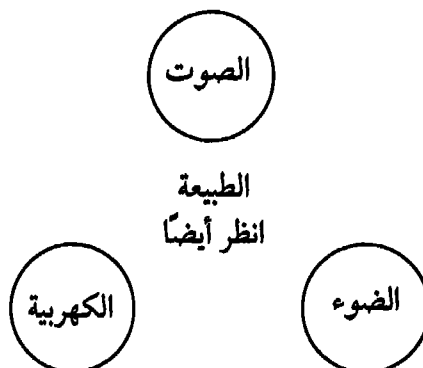 الصوت
الطبيعة
انظر أيضًا
الضوء
الكهربية